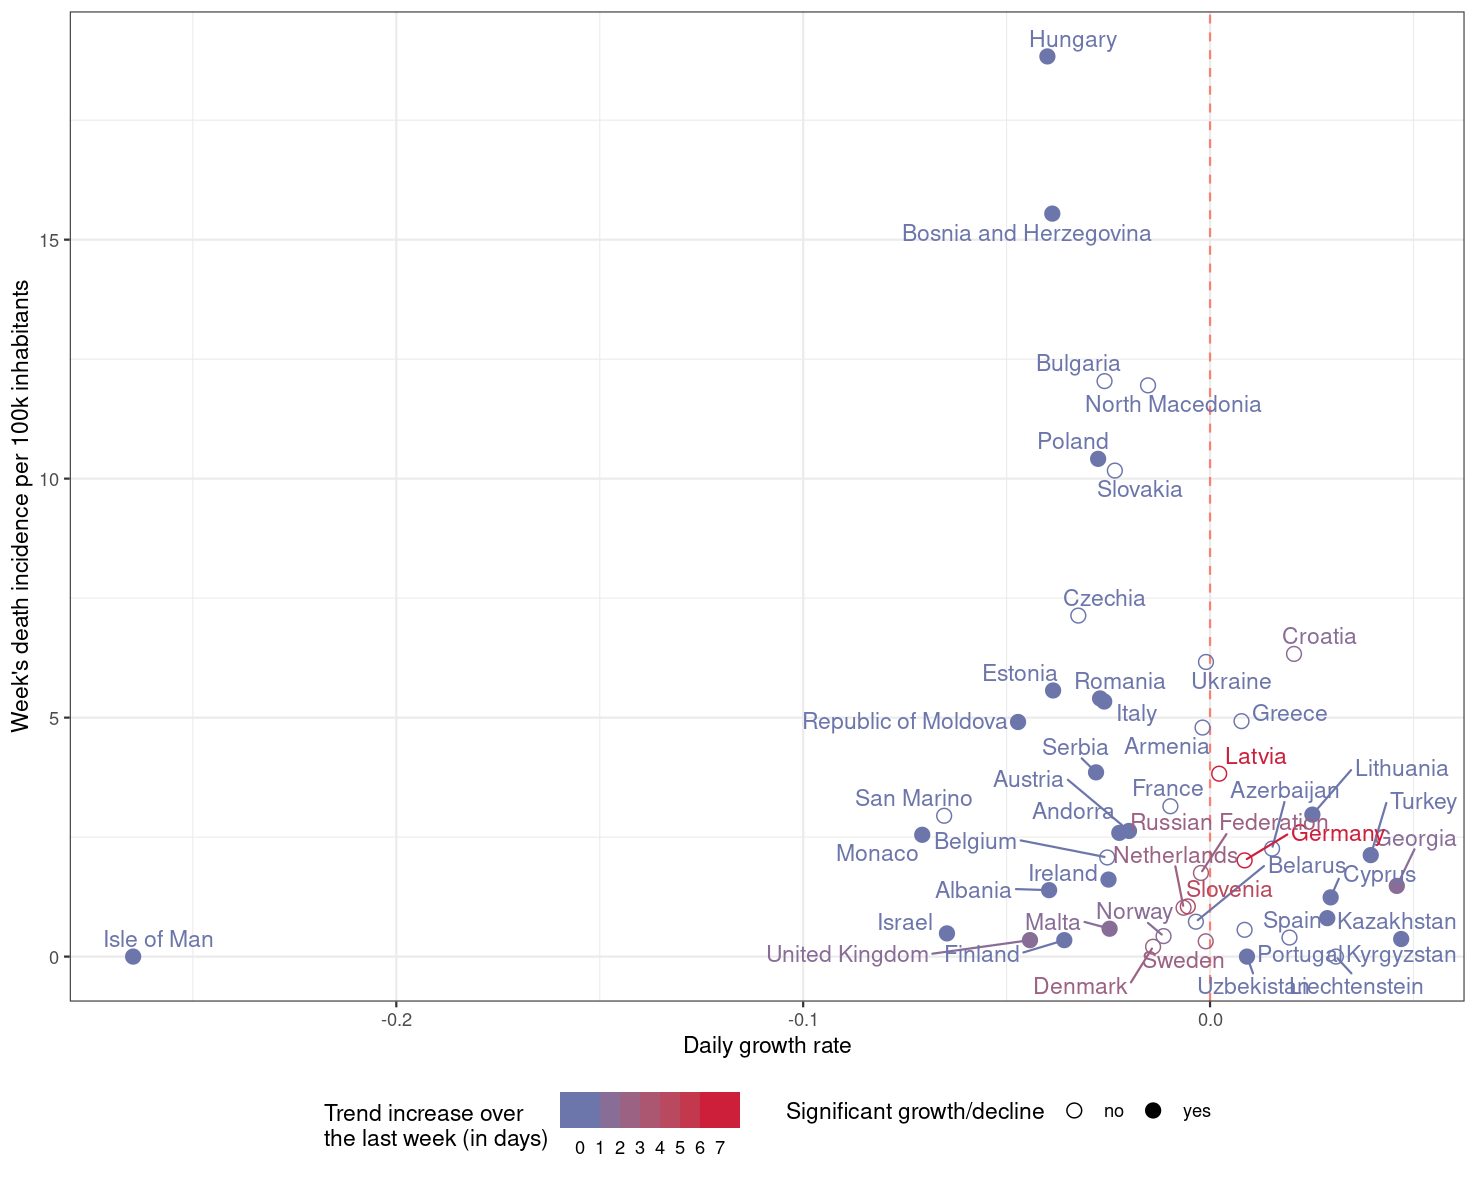 Hungary
Bosnia and Herzegovina
Bulgaria
North Macedonia
Poland
Slovakia
Czechia
Croatia
Estonia
Romania
Ukraine
Republic of Moldova
Italy
Greece
Serbia
Armenia
Latvia
Austria
Lithuania
San Marino
France
Azerbaijan
Turkey
Andorra
Russian Federation
Germany
Georgia
Monaco
Belgium
Netherlands
Belarus
Ireland
Cyprus
Albania
Slovenia
Norway
Israel
Malta
Spain
Kazakhstan
Isle of Man
United Kingdom
Finland
Sweden
Portugal
Kyrgyzstan
Denmark
Uzbekistan
Liechtenstein
15
10
5
0
Week's death incidence per 100k inhabitants
-0.2
-0.1
0.0
Daily growth rate
Trend increase over
the last week (in days)
0 1 2 3 4 5 6 7
Significant growth/decline
no
yes